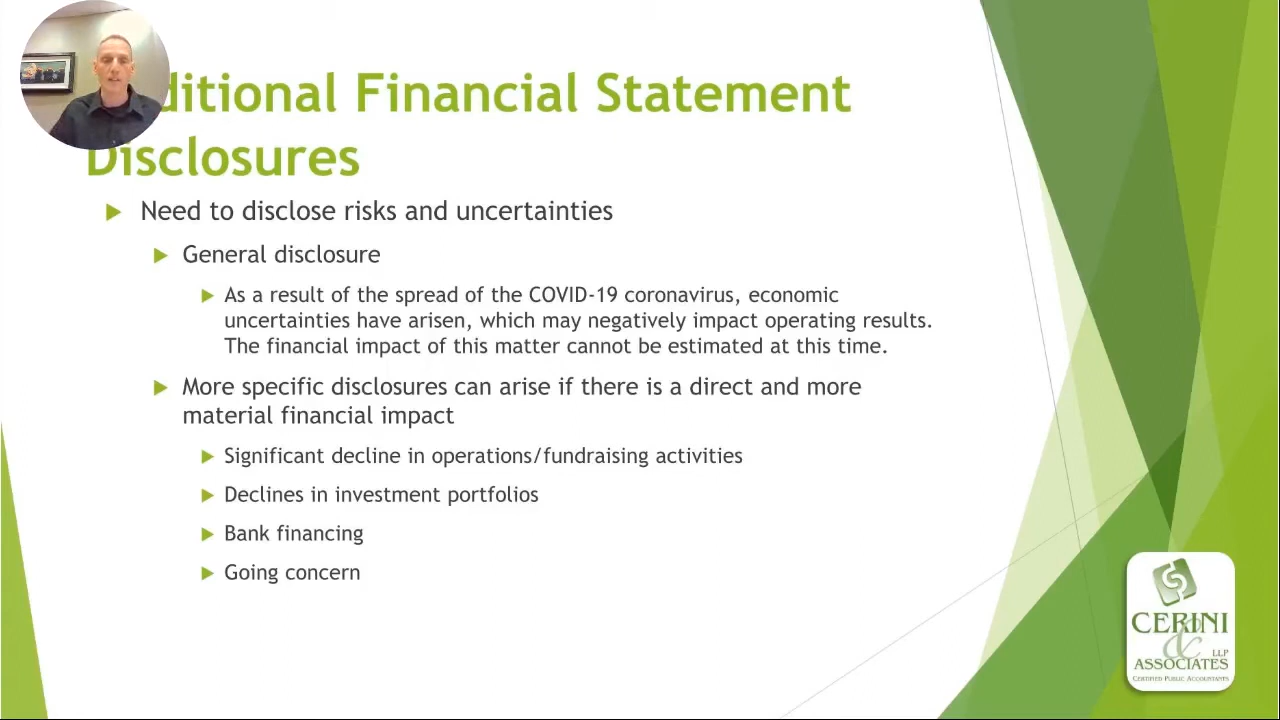 ditional Financial Statement
Disclosures
Need to disclose risks and uncertainties
General disclosure
As a result of the spread of the COVID-19 coronavirus, economic
uncertainties have arisen, which may negatively impact operating results.
The financial impact of this matter cannot be estimated at this time.
More specific disclosures can arise if there is a direct and more
material financial impact
Significant decline in operations/fundraising activities
Declines in investment portfolios
Bank financing
Going concern
CERINI
&
LLP
ASSOCIATES
CERTIFIED PUBLIC ACCOUNTANTS